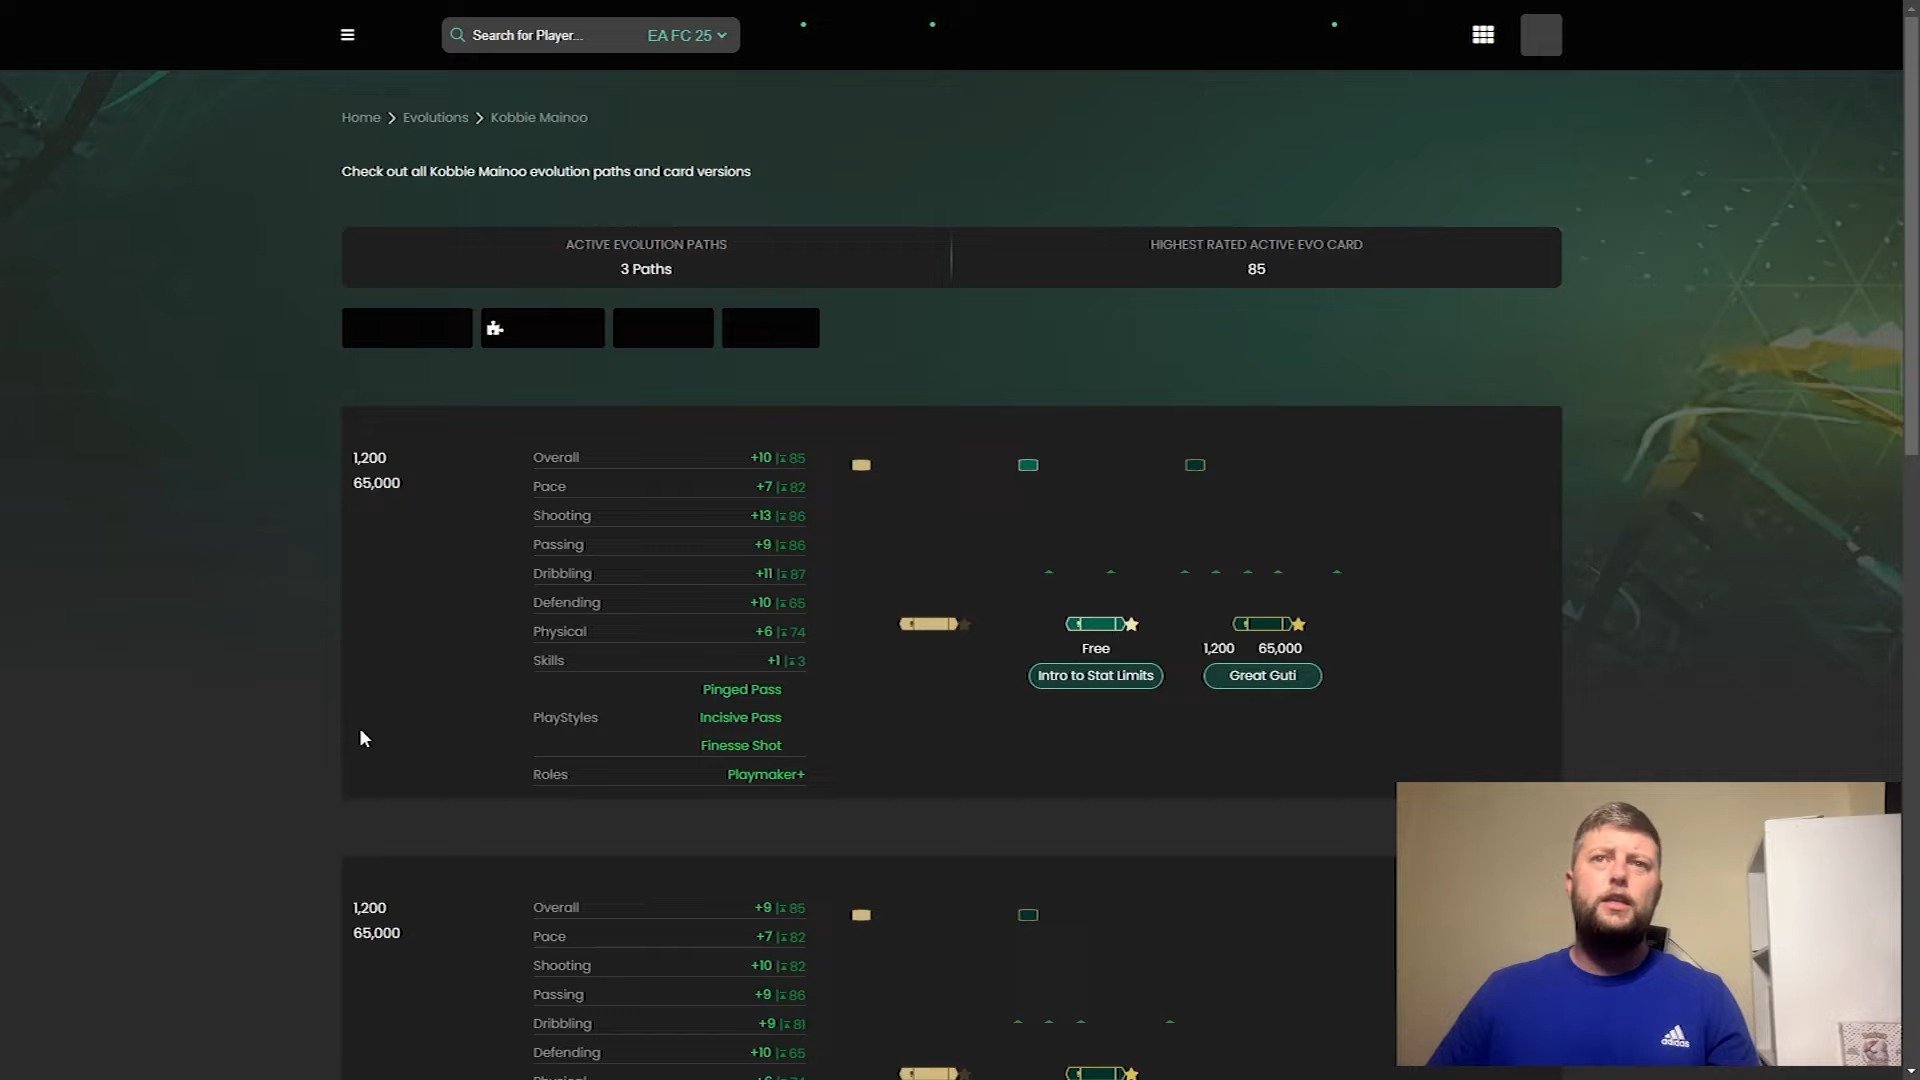 Search for Player... EA FC 25
Home Evolutions Kobbie Mainoo
Check out all Kobbie Mainoo evolution paths and card versions
ACTIVE EVOLUTION PATHS
3 Paths
HIGHEST RATED ACTIVE EVO CARD
85
1,200
65,000
Overall +10 | 85
Pace +7 | 82
Shooting +13 | 86
Passing +9 | 86
Dribbling +11 | 87
Defending +10 | 65
Physical +6 | 74
Skills +1 | 3
PlayStyles
Pinged Pass
Incisive Pass
Finesse Shot
Roles Playmaker+
Free
Intro to Stat Limits
1,200 65,000
Great Guti
1,200
65,000
Overall +9 | 85
Pace +7 | 82
Shooting +10 | 82
Passing +9 | 86
Dribbling +9 | 81
Defending +10 | 65
adidas